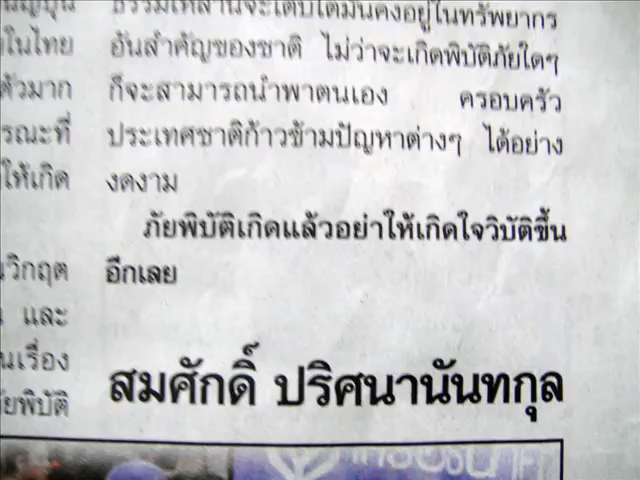 ในไทย
ตัวมาก
รณะที่
ให้เกิด
วิกฤต
และ
นเรื่อง
ัยพิบัติ
ธรรมเหล่านี้จะเติบโตมั่นคงอยู่ในทรัพยากร
อันสำคัญของชาติ ไม่ว่าจะเกิดพิบัติภัยใดๆ
ก็จะสามารถนำพาตนเอง ครอบครัว
ประเทศชาติก้าวข้ามปัญหาต่างๆ ได้อย่าง
งดงาม
ภัยพิบัติเกิดแล้วอย่าให้เกิดใจวิบัติขึ้น
อีกเลย
สมศักดิ์ ปริศนานันทกุล